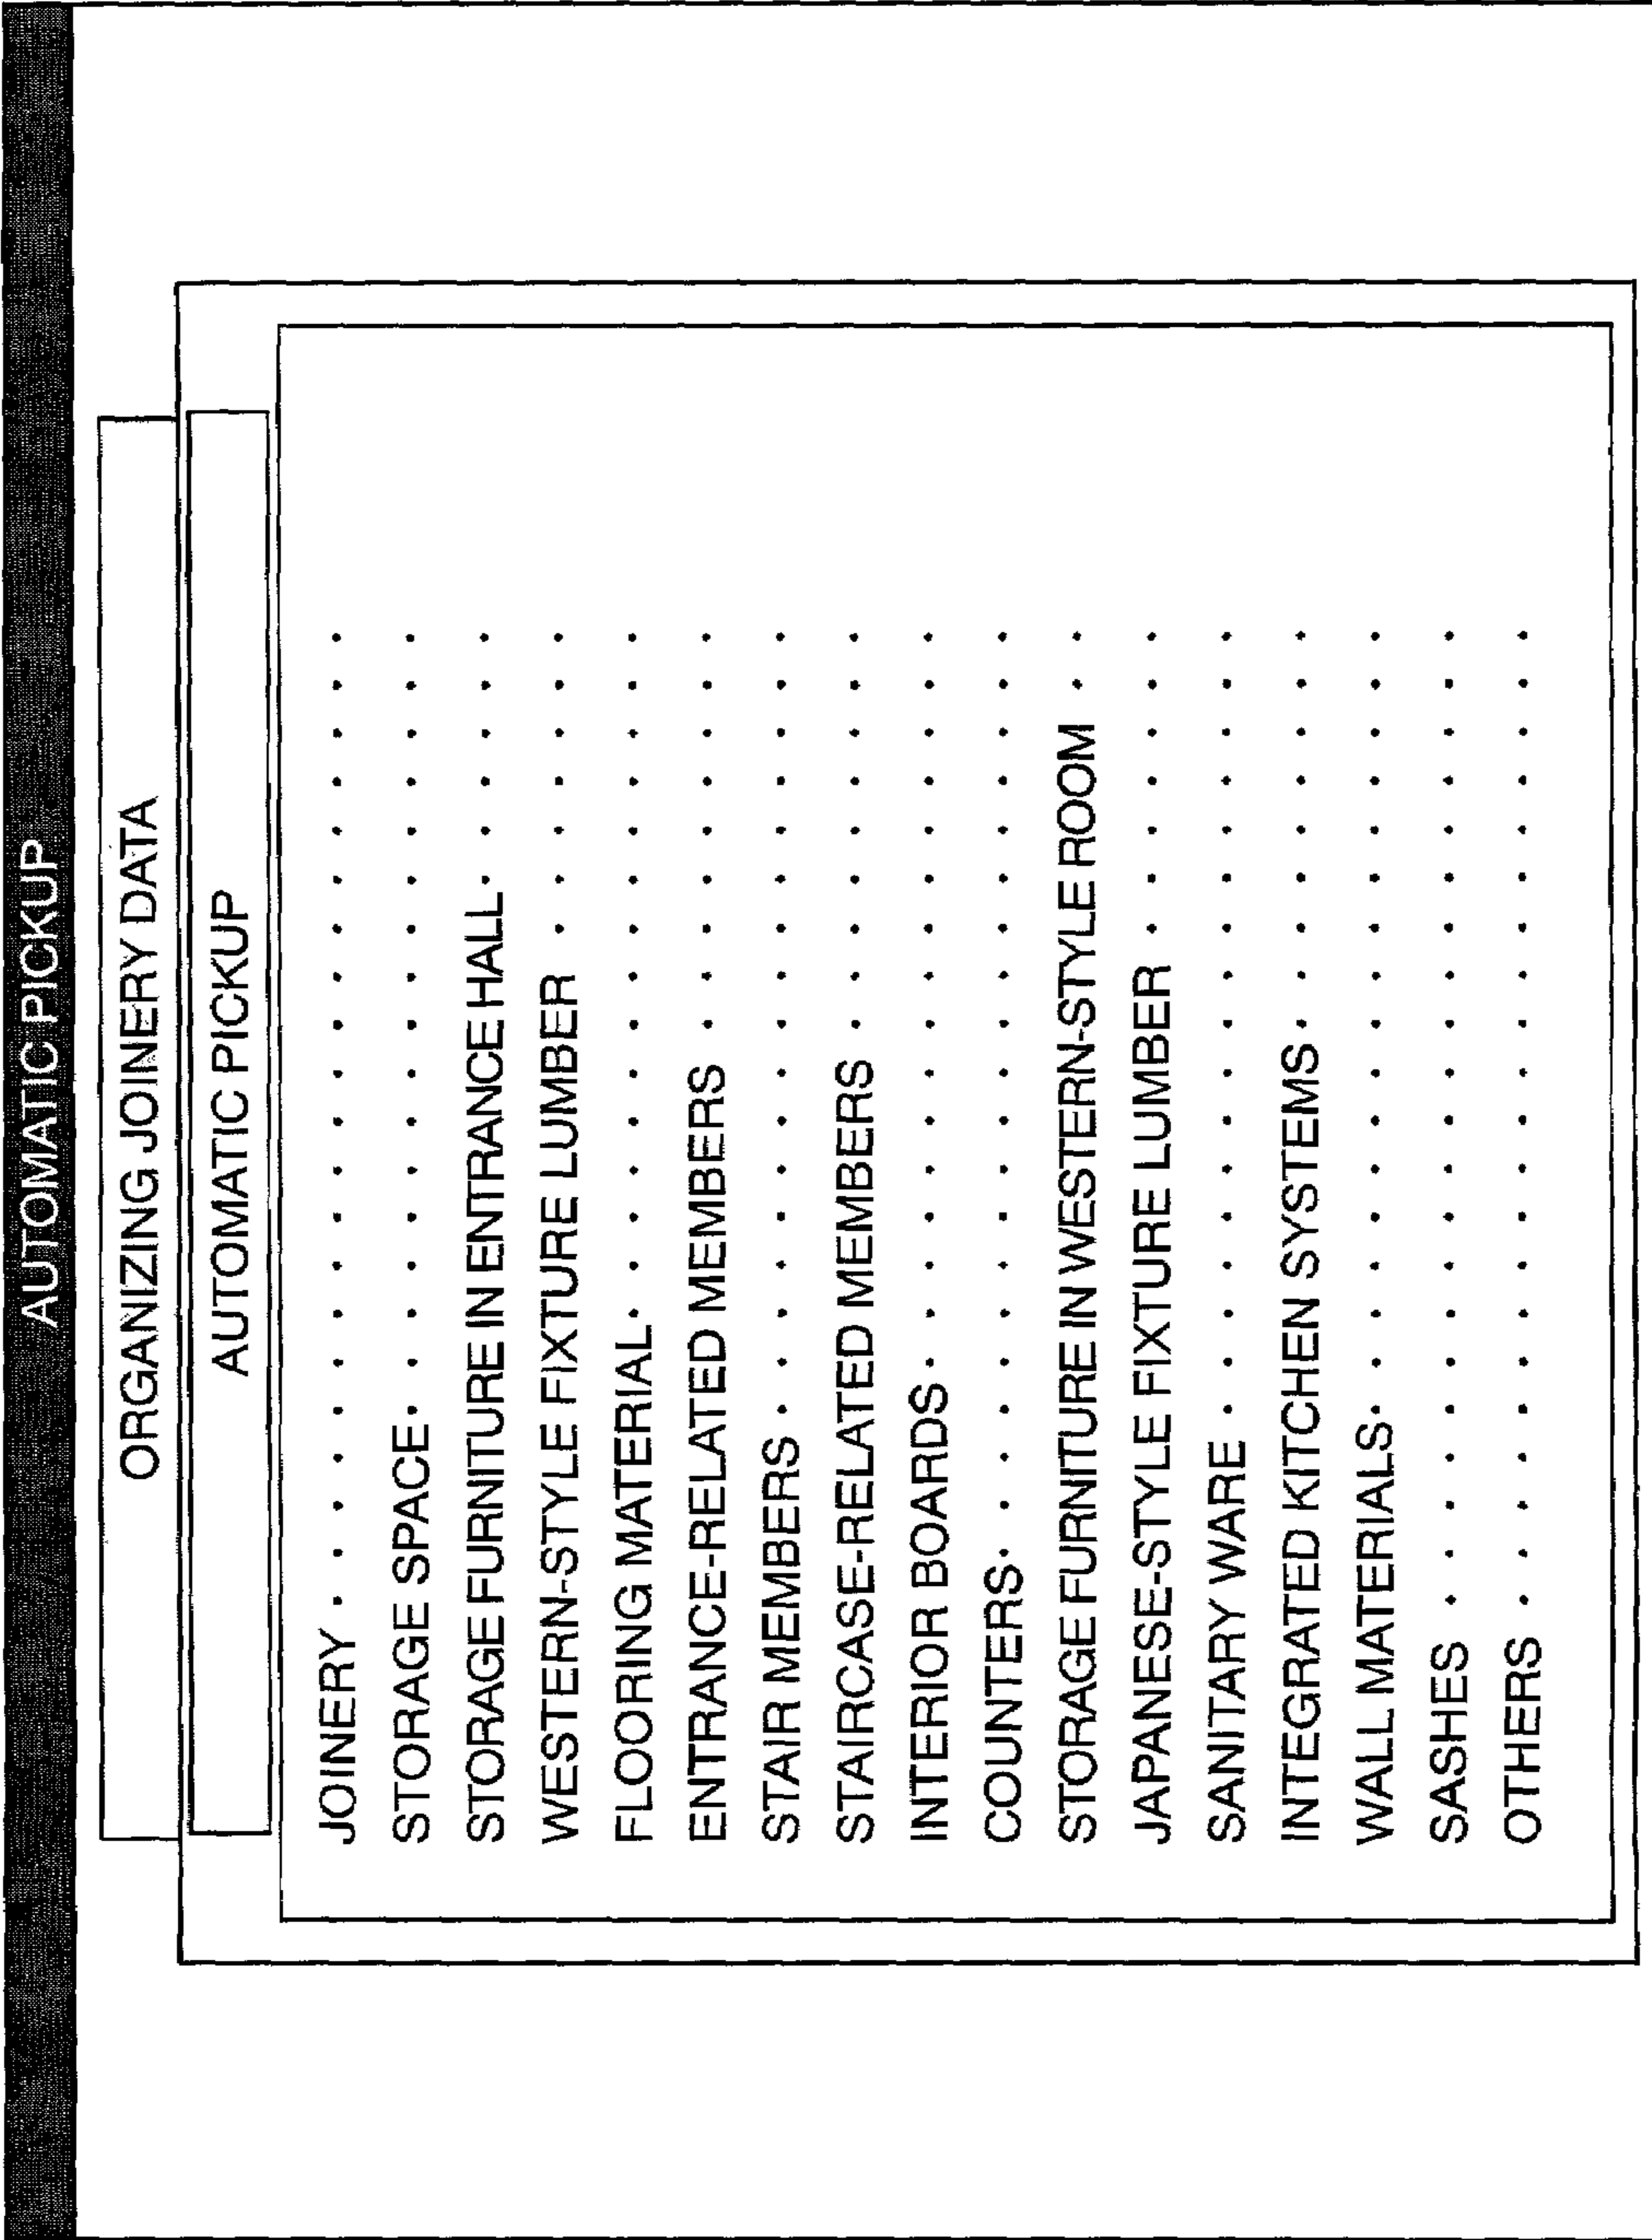 AUTOMATIC PICKUP
ORGANIZING JOINERY DATA
AUTOMATIC PICKUP
JOINERY . . . . . . . . . . . . . . . . . . . . .
STORAGE SPACE. . . . . . . . . . . . . . . . .
STORAGE FURNITURE IN ENTRANCE HALL. . . . . .
WESTERN-STYLE FIXTURE LUMBER . . . . . . .
FLOORING MATERIAL. . . . . . . . . . . . . . .
ENTRANCE-RELATED MEMBERS . . . . . . . . .
STAIR MEMBERS . . . . . . . . . . . . . . . . .
STAIRCASE-RELATED MEMBERS . . . . . . . . .
INTERIOR BOARDS . . . . . . . . . . . . . . . .
COUNTERS. . . . . . . . . . . . . . . . . . . .
STORAGE FURNITURE IN WESTERN-STYLE ROOM . .
JAPANESE-STYLE FIXTURE LUMBER . . . . . . .
SANITARY WARE . . . . . . . . . . . . . . . . .
INTEGRATED KITCHEN SYSTEMS. . . . . . . . .
WALL MATERIALS. . . . . . . . . . . . . . . . .
SASHES . . . . . . . . . . . . . . . . . . . . .
OTHERS . . . . . . . . . . . . . . . . . . . . .